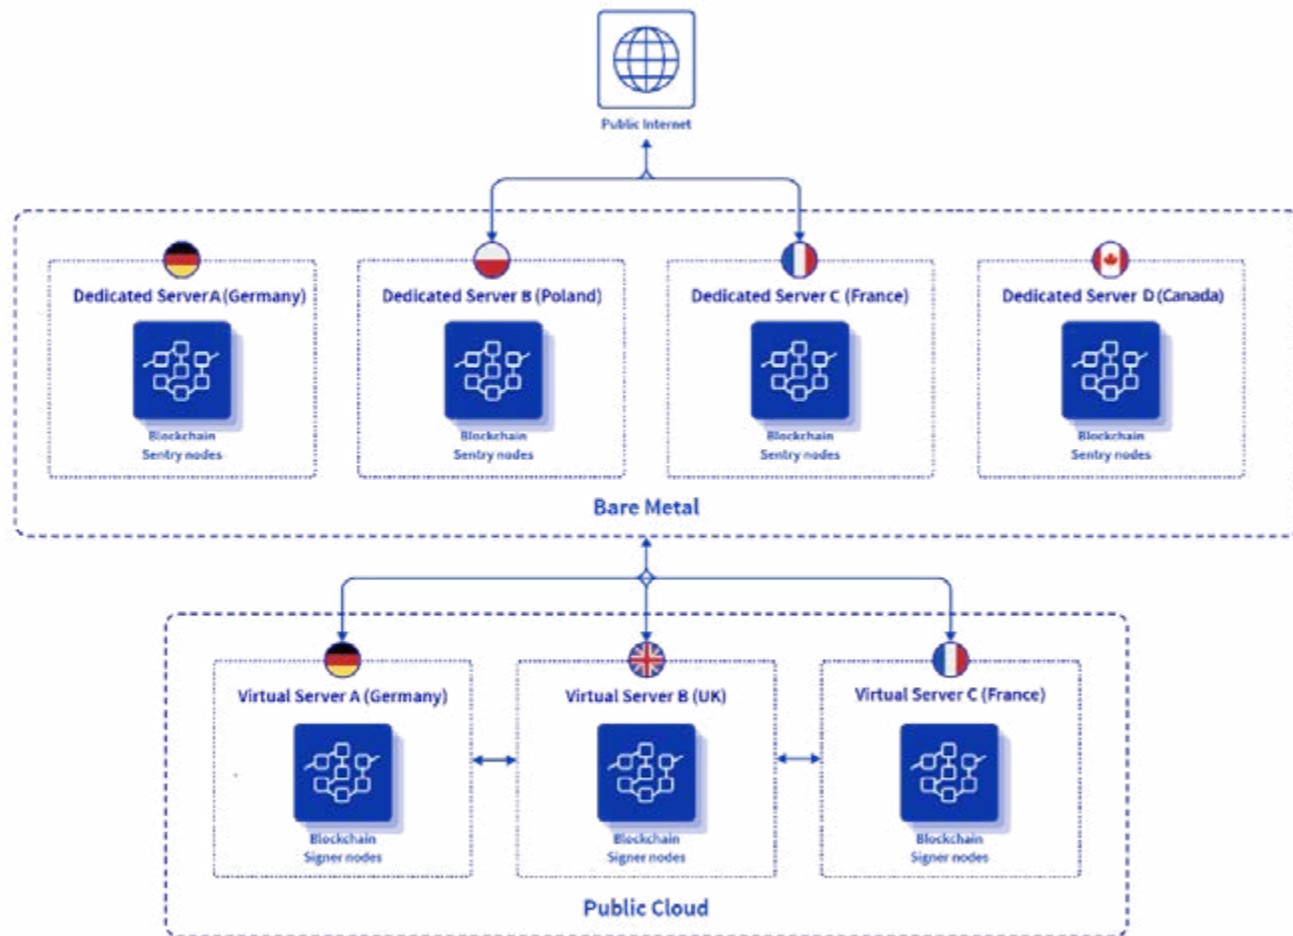 Public Internet
Dedicated Server A (Germany)
Dedicated Server B (Poland)
Dedicated Server C (France)
Dedicated Server D (Canada)
Blockchain
Sentry nodes
Blockchain
Sentry nodes
Blockchain
Sentry nodes
Blockchain
Sentry nodes
Bare Metal
Virtual Server A (Germany)
Virtual Server B (UK)
Virtual Server C (France)
Blockchain
Signer nodes
Blockchain
Signer nodes
Blockchain
Signer nodes
Public Cloud